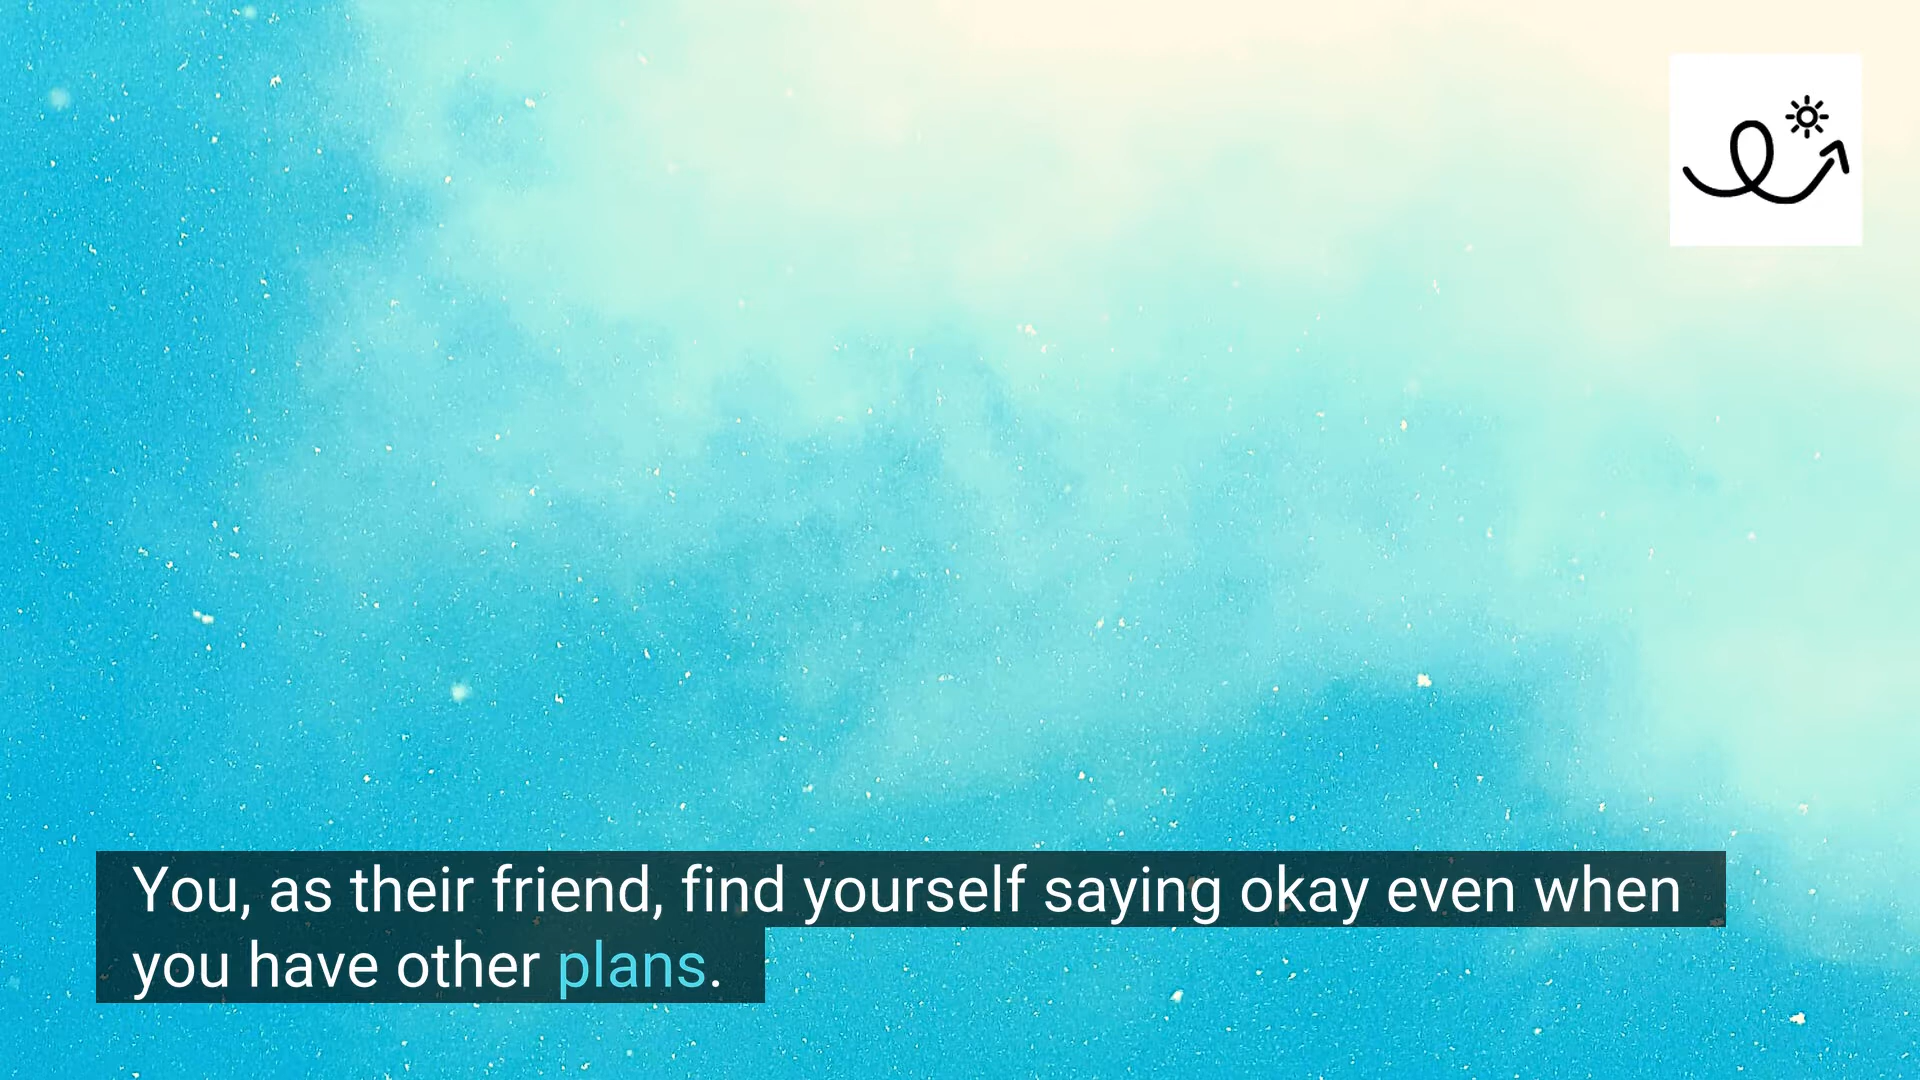 You, as their friend, find yourself saying okay even when
you have other plans.